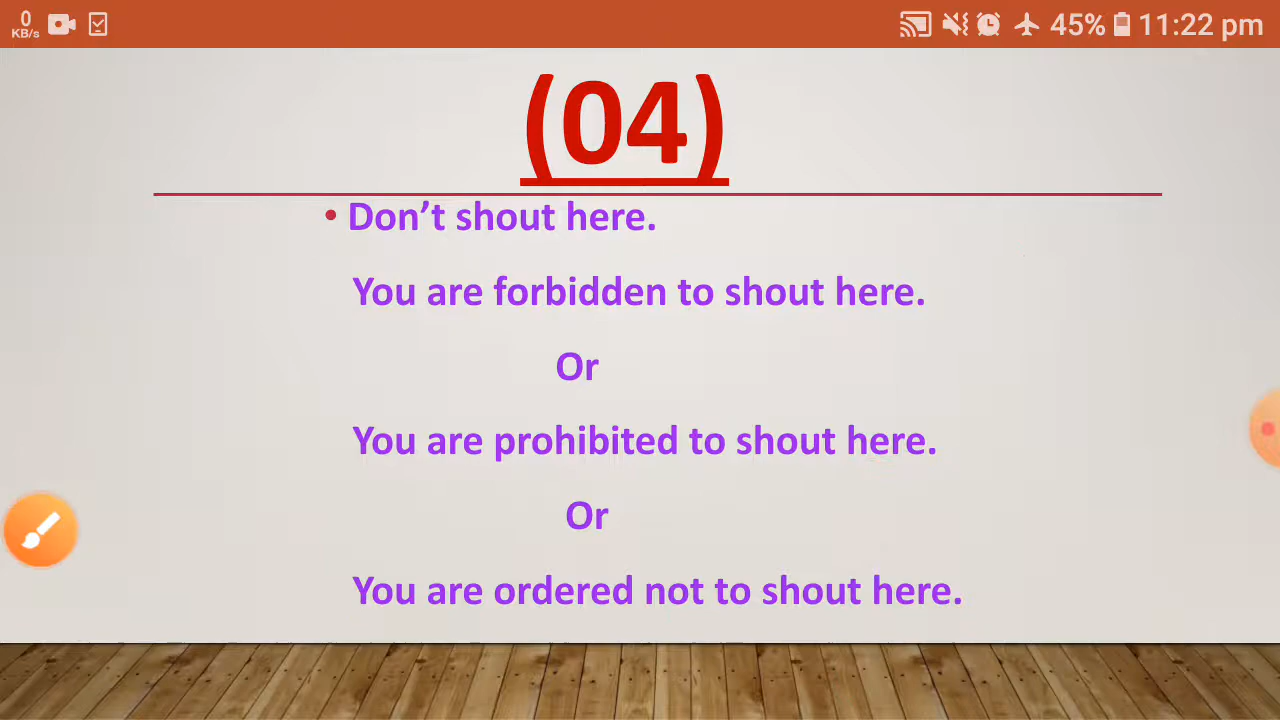 0
KB/s
45% 11:22 pm
(04)
• Don’t shout here.
You are forbidden to shout here.
Or
You are prohibited to shout here.
Or
You are ordered not to shout here.